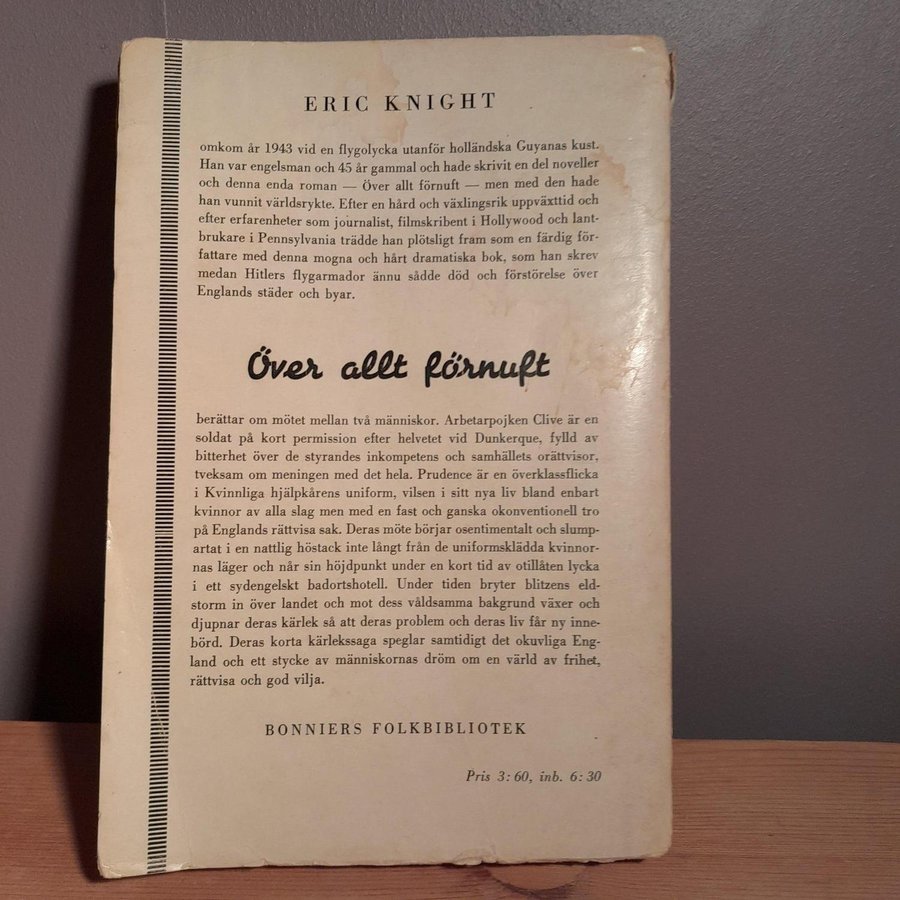 ERIC KNIGHT
omkom år 1943 vid en flygolycka utanför holländska Guyanas kust.
Han var engelsman och 45 år gammal och hade skrivit en del noveller
och denna enda roman — Över allt förnuft — men med den hade
han vunnit världsrykte. Efter en hård och växlingsrik uppväxttid och
efter erfarenheter som journalist, filmskribent i Hollywood och lant-
brukare i Pennsylvania trädde han plötsligt fram som en färdig för-
fattare med denna mogna och hårt dramatiska bok, som han skrev
medan Hitlers flygarmador ännu sådde död och förstörelse över
Englands städer och byar.
Över allt förnuft
berättar om mötet mellan två människor. Arbetarpojken Clive är en
soldat på kort permission efter helvetet vid Dunkerque, fylld av
bitterhet över de styrandes inkompetens och samhällets orättvisor,
tveksam om meningen med det hela. Prudence är en överklassflicka
i Kvinnliga hjälpkårens uniform, vilsen i sitt nya liv bland enbart
kvinnor av alla slag men med en fast och ganska okonventionell tro
på Englands rättvisa sak. Deras möte börjar osentimentalt och slump-
artat i en nattlig höstack inte långt från de uniformsklädda kvinnor-
nas läger och når sin höjdpunkt under en kort tid av otillåten lycka
i ett sydengelskt badortshotell. Under tiden bryter blitzens eld-
storm in över landet och mot dess våldsamma bakgrund växer och
djupnar deras kärlek så att deras problem och deras liv får ny inne-
börd. Deras korta kärlekssaga speglar samtidigt det okuvliga Eng-
land och ett stycke av människornas dröm om en värld av frihet,
rättvisa och god vilja.
BONNIERS FOLKBIBLIOTEK
Pris 3:60, inb. 6:30